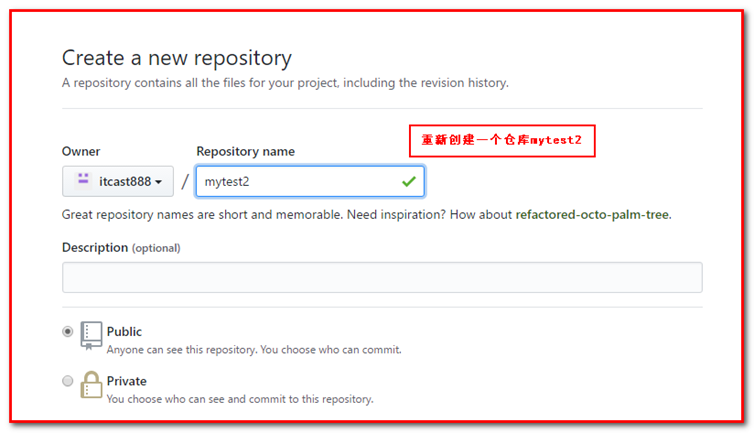 Create a new repository
A repository contains all the files for your project, including the revision history.
重新创建一个仓库mytest2
Owner Repository name
itcast888 / mytest2
Great repository names are short and memorable. Need inspiration? How about refactored-octo-palm-tree.
Description (optional)
Public
Anyone can see this repository. You choose who can commit.
Private
You choose who can see and commit to this repository.